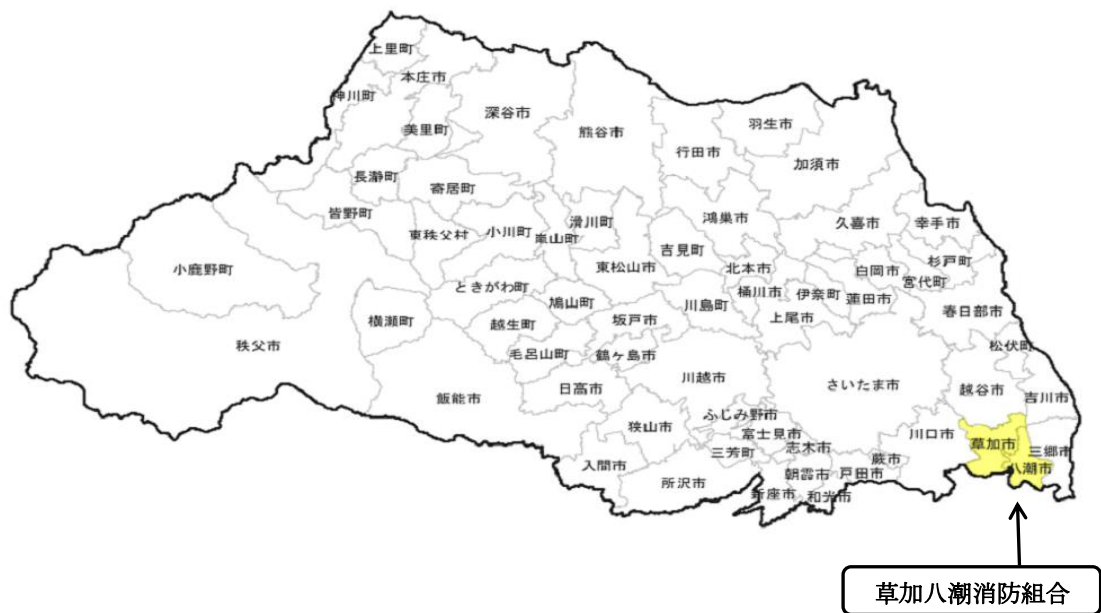 上里町
本庄市
神川町
美里町
深谷市
熊谷市
行田市
羽生市
加須市
長瀞町
寄居町
皆野町
東秩父村
小川町
嵐山町
滑川町
吉見町
鴻巣市
久喜市
幸手市
小鹿野町
東松山市
北本市
白岡市
杉戸町
宮代町
ときがわ町
鳩山町
川島町
桶川市
伊奈町
蓮田市
上尾市
春日部市
横瀬町
越生町
坂戸市
秩父市
毛呂山町
鶴ヶ島市
松伏町
川越市
さいたま市
越谷市
吉川市
飯能市
日高市
ふじみ野市
狭山市
富士見市
志木市
三芳町
川口市
草加市
三郷市
入間市
所沢市
朝霞市
戸田市
蕨市
八潮市
新座市
和光市
草加八潮消防組合